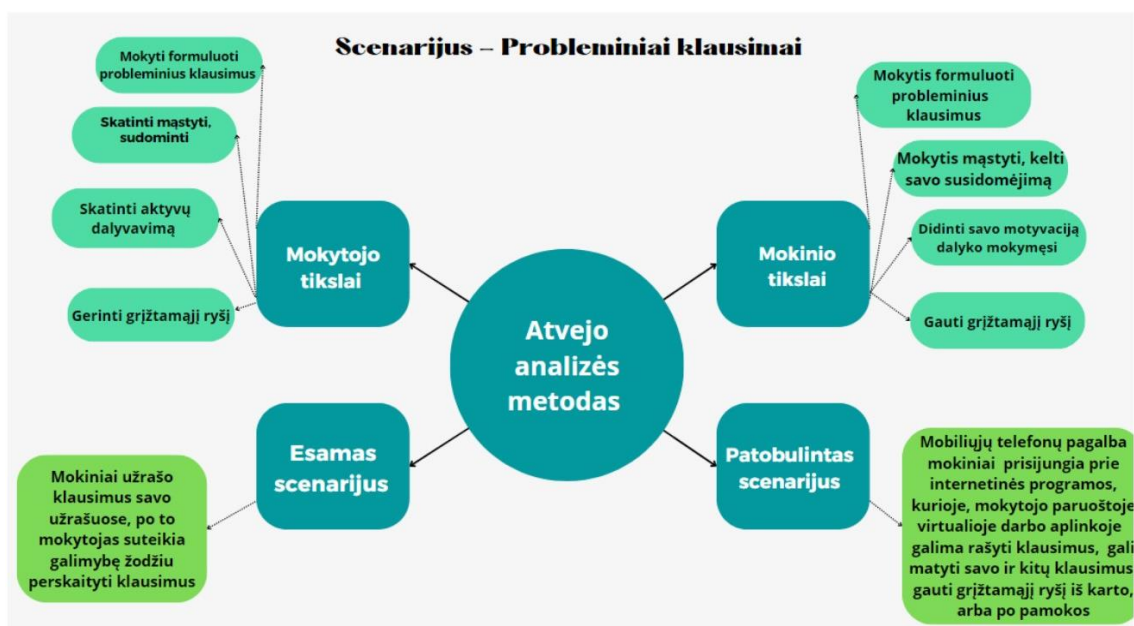 Scenarijus – Probleminiai klausimai
Mokyti formuluoti
probleminius klausimus
Skatinti mąstyti,
sudominti
Skatinti aktyvų
dalyvavimą
Gerinti grįžtamąjį ryšį
Mokytojo
tikslai
Mokytis formuluoti
probleminius
klausimus
Mokytis mąstyti, kelti
savo susidomėjimą
Didinti savo motyvaciją
dalyko mokymęsi
Gauti grįžtamąjį ryšį
Mokinio
tikslai
Atvejo
analizės
metodas
Esamas
scenarijus
Mokiniai užrašo
klausimus savo
užrašuose, po to
mokytojas suteikia
galimybę žodžiu
perskaityti klausimus
Patobulintas
scenarijus
Mobiliųjų telefonų pagalba
mokiniai prisijungia prie
internetinės programos,
kurioje, mokytojo paruoštoje
virtualioje darbo aplinkoje
galima rašyti klausimus, gali
matyti savo ir kitų klausimus
gauti grįžtamąjį ryšį iš karto,
arba po pamokos